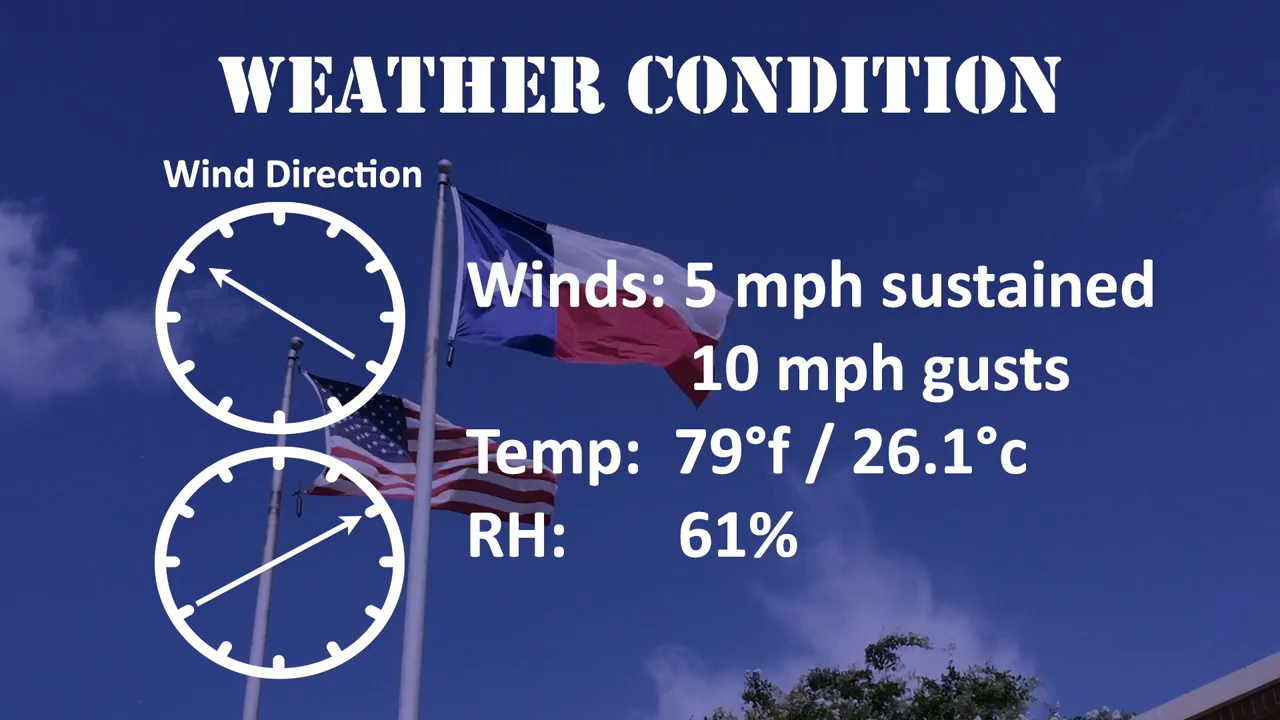 WEATHER CONDITION
Wind Direction
Winds: 5 mph sustained
10 mph gusts
Temp: 79°f / 26.1°c
RH: 61%